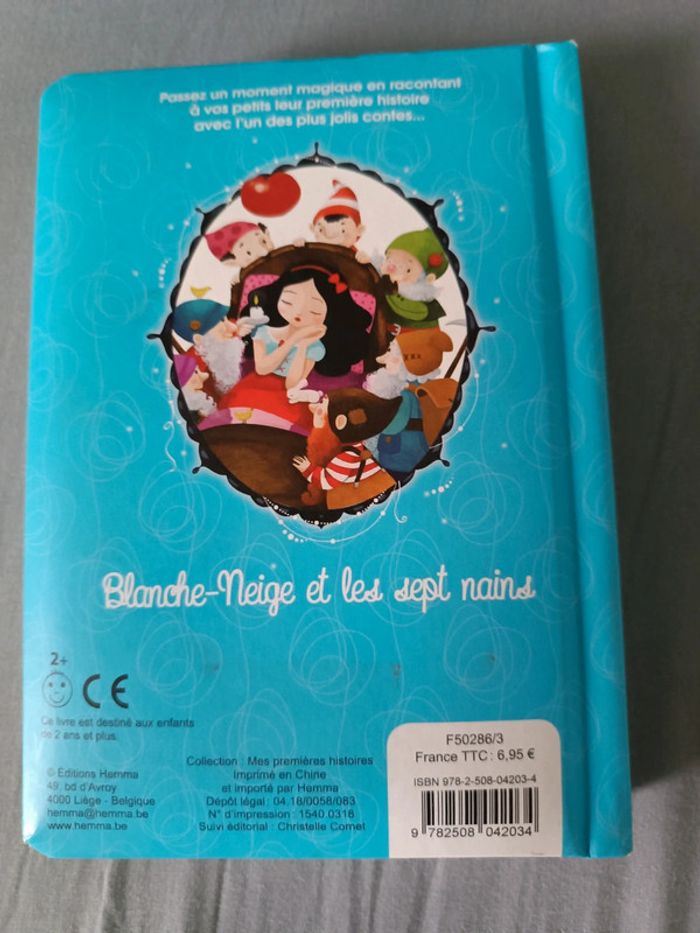 Passez un moment magique en racontant
à vos petits leur première histoire
avec l'un des plus jolis contes...
Blanche-Neige et les sept nains
2+
CE
Ce livre est destiné aux enfants
de 2 ans et plus.
© Éditions Hemma
49, bd d'Avroy
4000 Liège - Belgique
hemma@hemma.be
www.hemma.be
Collection : Mes premières histoires
Imprimé en Chine
et importé par Hemma
Dépôt légal : 04.18/0058/083
N° d'impression : 1540.0318
Suivi éditorial : Christelle Comet
F50286/3
France TTC : 6,95 €
ISBN 978-2-508-04203-4
9 782508 042034